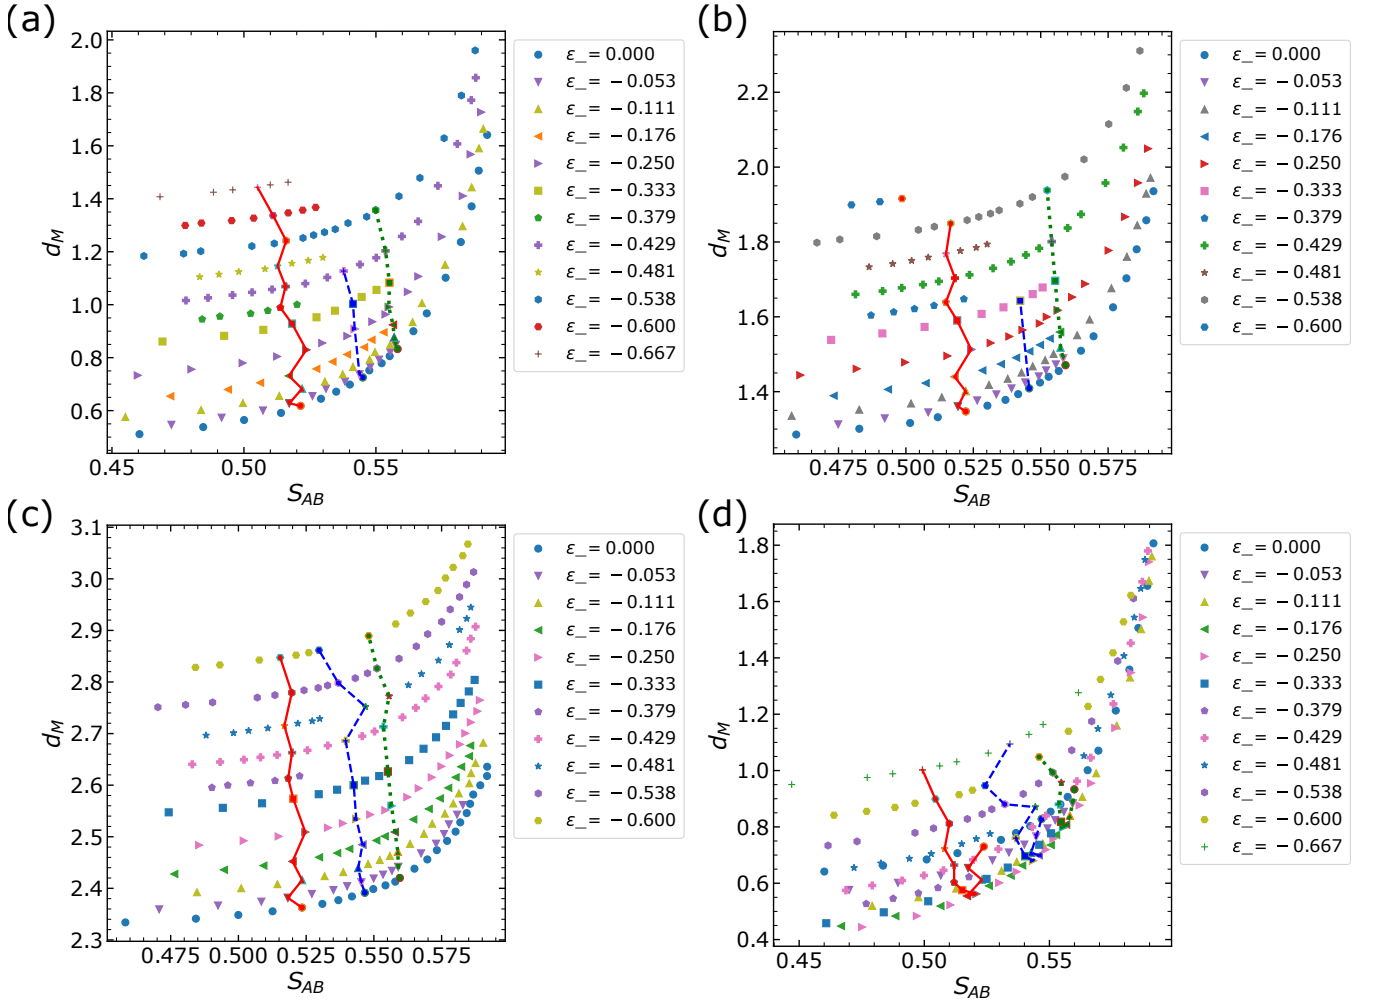 (a)
2.0
1.8
1.6
1.4
1.2
1.0
0.8
0.6
d_M
0.45
0.50
0.55
S_AB
ε_= 0.000
ε_= −0.053
ε_= −0.111
ε_= −0.176
ε_= −0.250
ε_= −0.333
ε_= −0.379
ε_= −0.429
ε_= −0.481
ε_= −0.538
ε_= −0.600
ε_= −0.667
(b)
2.2
2.0
1.8
1.6
1.4
d_M
0.475
0.500
0.525
0.550
0.575
S_AB
ε_= 0.000
ε_= −0.053
ε_= −0.111
ε_= −0.176
ε_= −0.250
ε_= −0.333
ε_= −0.379
ε_= −0.429
ε_= −0.481
ε_= −0.538
ε_= −0.600
(c)
3.1
3.0
2.9
2.8
2.7
2.6
2.5
2.4
2.3
d_M
0.475
0.500
0.525
0.550
0.575
S_AB
ε_= 0.000
ε_= −0.053
ε_= −0.111
ε_= −0.176
ε_= −0.250
ε_= −0.333
ε_= −0.379
ε_= −0.429
ε_= −0.481
ε_= −0.538
ε_= −0.600
(d)
1.8
1.6
1.4
1.2
1.0
0.8
0.6
0.4
d_M
0.45
0.50
0.55
S_AB
ε_= 0.000
ε_= −0.053
ε_= −0.111
ε_= −0.176
ε_= −0.250
ε_= −0.333
ε_= −0.379
ε_= −0.429
ε_= −0.481
ε_= −0.538
ε_= −0.600
ε_= −0.667